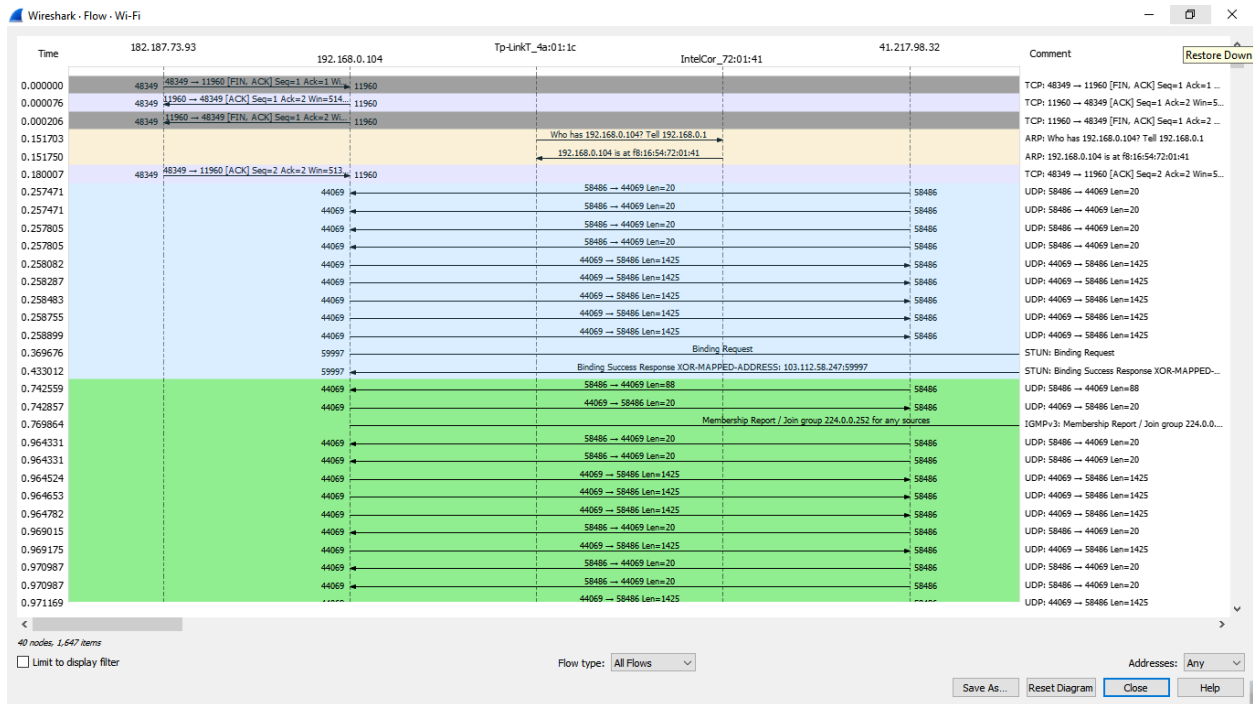 Wireshark · Flow · Wi-Fi
Time 182.187.73.93 192.168.0.104 Tp-LinkT_4a:01:1c IntelCor_72:01:41 41.217.98.32 Comment
Restore Down
0.000000 48349 48349 → 11960 [FIN, ACK] Seq=1 Ack=1 Wi... 11960 TCP: 48349 → 11960 [FIN, ACK] Seq=1 Ack=1 ...
0.000076 48349 11960 → 48349 [ACK] Seq=1 Ack=2 Win=514... 11960 TCP: 11960 → 48349 [ACK] Seq=1 Ack=2 Win=5...
0.000206 48349 11960 → 48349 [FIN, ACK] Seq=1 Ack=2 Wi... 11960 TCP: 11960 → 48349 [FIN, ACK] Seq=1 Ack=2 ...
0.151703 Who has 192.168.0.104? Tell 192.168.0.1 ARP: Who has 192.168.0.104? Tell 192.168.0.1
0.151750 192.168.0.104 is at f8:16:54:72:01:41 ARP: 192.168.0.104 is at f8:16:54:72:01:41
0.180007 48349 48349 → 11960 [ACK] Seq=2 Ack=2 Win=513... 11960 TCP: 48349 → 11960 [ACK] Seq=2 Ack=2 Win=5...
0.257471 44069 58486 → 44069 Len=20 58486 UDP: 58486 → 44069 Len=20
0.257471 44069 58486 → 44069 Len=20 58486 UDP: 58486 → 44069 Len=20
0.257805 44069 58486 → 44069 Len=20 58486 UDP: 58486 → 44069 Len=20
0.257805 44069 58486 → 44069 Len=20 58486 UDP: 58486 → 44069 Len=20
0.258082 44069 44069 → 58486 Len=1425 58486 UDP: 44069 → 58486 Len=1425
0.258287 44069 44069 → 58486 Len=1425 58486 UDP: 44069 → 58486 Len=1425
0.258483 44069 44069 → 58486 Len=1425 58486 UDP: 44069 → 58486 Len=1425
0.258755 44069 44069 → 58486 Len=1425 58486 UDP: 44069 → 58486 Len=1425
0.258899 44069 44069 → 58486 Len=1425 58486 UDP: 44069 → 58486 Len=1425
0.369676 59997 Binding Request STUN: Binding Request
0.433012 59997 Binding Success Response XOR-MAPPED-ADDRESS: 103.112.58.247:59997 STUN: Binding Success Response XOR-MAPPED-...
0.742559 44069 58486 → 44069 Len=88 58486 UDP: 58486 → 44069 Len=88
0.742857 44069 44069 → 58486 Len=20 58486 UDP: 44069 → 58486 Len=20
0.769864 Membership Report / Join group 224.0.0.252 for any sources IGMPv3: Membership Report / Join group 224.0.0....
0.964331 44069 58486 → 44069 Len=20 58486 UDP: 58486 → 44069 Len=20
0.964331 44069 58486 → 44069 Len=20 58486 UDP: 58486 → 44069 Len=20
0.964524 44069 44069 → 58486 Len=1425 58486 UDP: 44069 → 58486 Len=1425
0.964653 44069 44069 → 58486 Len=1425 58486 UDP: 44069 → 58486 Len=1425
0.964782 44069 44069 → 58486 Len=1425 58486 UDP: 44069 → 58486 Len=1425
0.969015 44069 58486 → 44069 Len=20 58486 UDP: 58486 → 44069 Len=20
0.969175 44069 44069 → 58486 Len=1425 58486 UDP: 44069 → 58486 Len=1425
0.970987 44069 58486 → 44069 Len=20 58486 UDP: 58486 → 44069 Len=20
0.970987 44069 58486 → 44069 Len=20 58486 UDP: 58486 → 44069 Len=20
0.971169 44069 → 58486 Len=1425 UDP: 44069 → 58486 Len=1425
40 nodes, 1,647 items
Limit to display filter Flow type: All Flows Addresses: Any
Save As... Reset Diagram Close Help